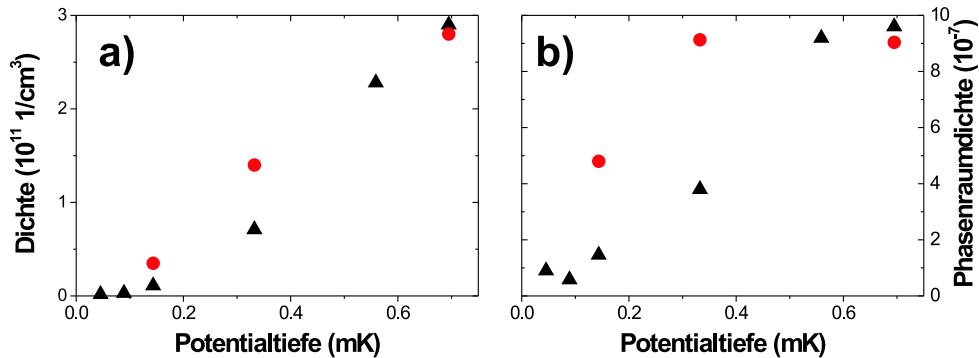 a)
Dichte (10¹¹ 1/cm³)
3
2
1
0
0.0 0.2 0.4 0.6
Potentialtiefe (mK)
b)
10
8
6
4
2
0
Phasenraumdichte (10⁻⁷)
0.0 0.2 0.4 0.6
Potentialtiefe (mK)